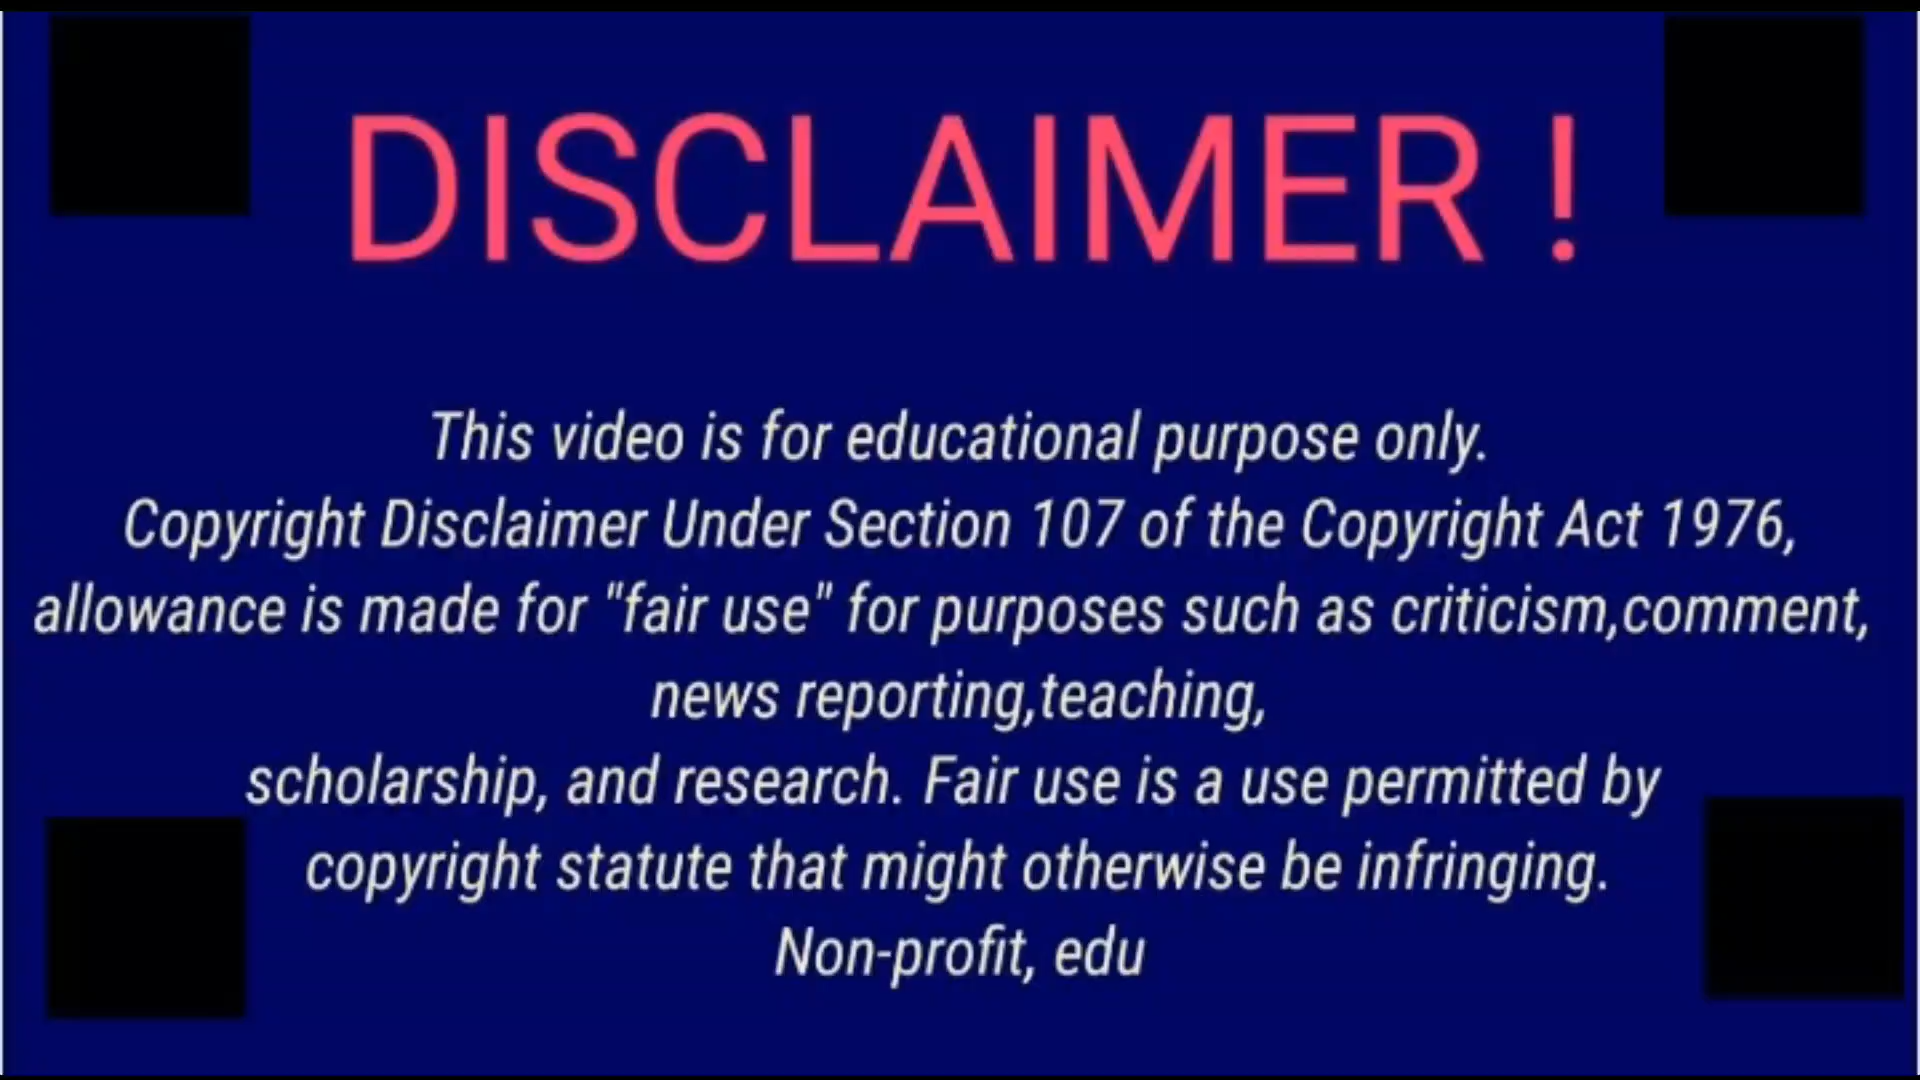 DISCLAIMER !
This video is for educational purpose only.
Copyright Disclaimer Under Section 107 of the Copyright Act 1976,
allowance is made for "fair use" for purposes such as criticism,comment,
news reporting,teaching,
scholarship, and research. Fair use is a use permitted by
copyright statute that might otherwise be infringing.
Non-profit, edu